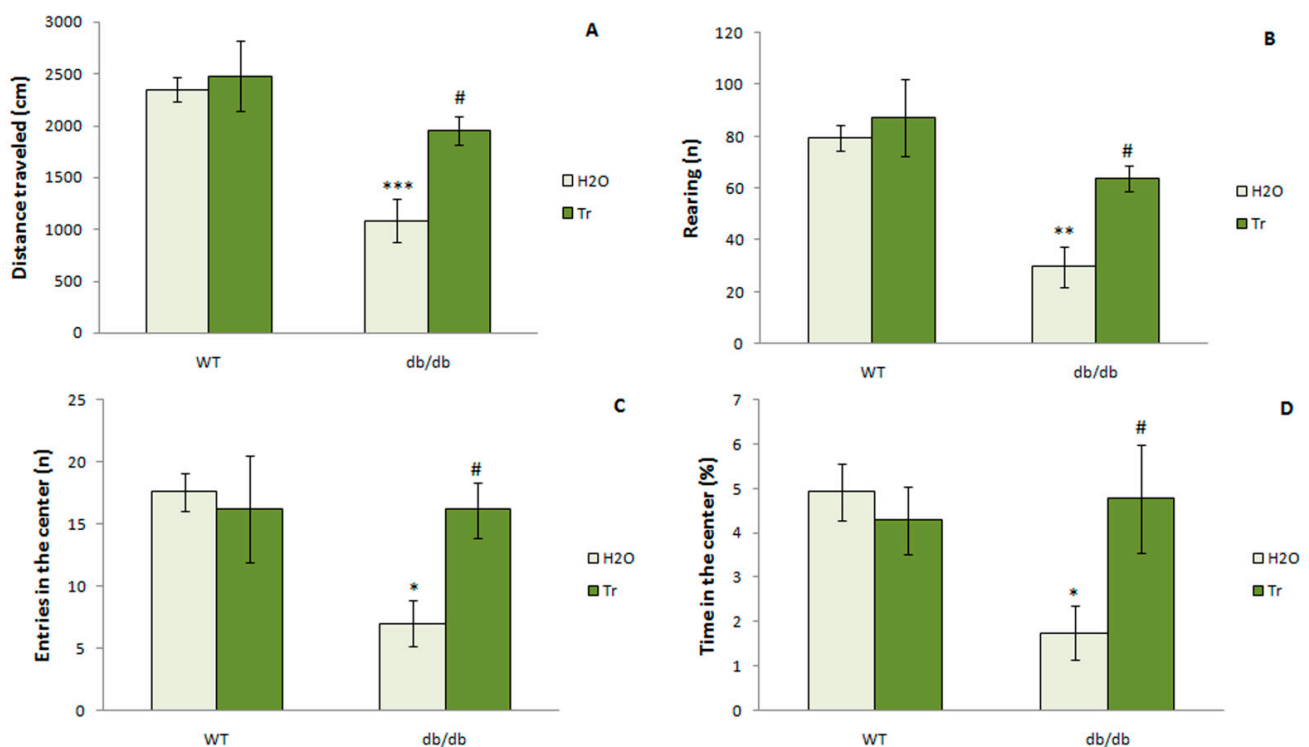 A
Distance traveled (cm)
3000
2500
2000
1500
1000
500
0
***
#
WT
db/db
H2O
Tr
B
Rearing (n)
120
100
80
60
40
20
0
**
#
WT
db/db
H2O
Tr
C
Entries in the center (n)
25
20
15
10
5
0
*
#
WT
db/db
H2O
Tr
D
Time in the center (%)
7
6
5
4
3
2
1
0
*
#
WT
db/db
H2O
Tr